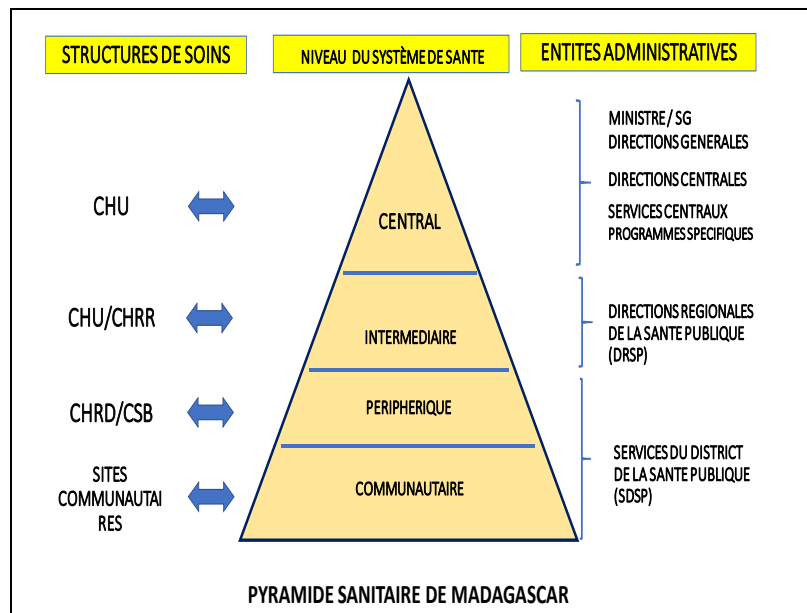 STRUCTURES DE SOINS
NIVEAU DU SYSTÈME DE SANTE
ENTITES ADMINISTRATIVES
CHU
CENTRAL
MINISTRE / SG
DIRECTIONS GENERALES
DIRECTIONS CENTRALES
SERVICES CENTRAUX
PROGRAMMES SPECIFIQUES
CHU/CHRR
INTERMEDIAIRE
DIRECTIONS REGIONALES
DE LA SANTE PUBLIQUE
(DRSP)
CHRD/CSB
PERIPHERIQUE
SITES
COMMUNAUTAI
RES
COMMUNAUTAIRE
SERVICES DU DISTRICT
DE LA SANTE PUBLIQUE
(SDSP)
PYRAMIDE SANITAIRE DE MADAGASCAR